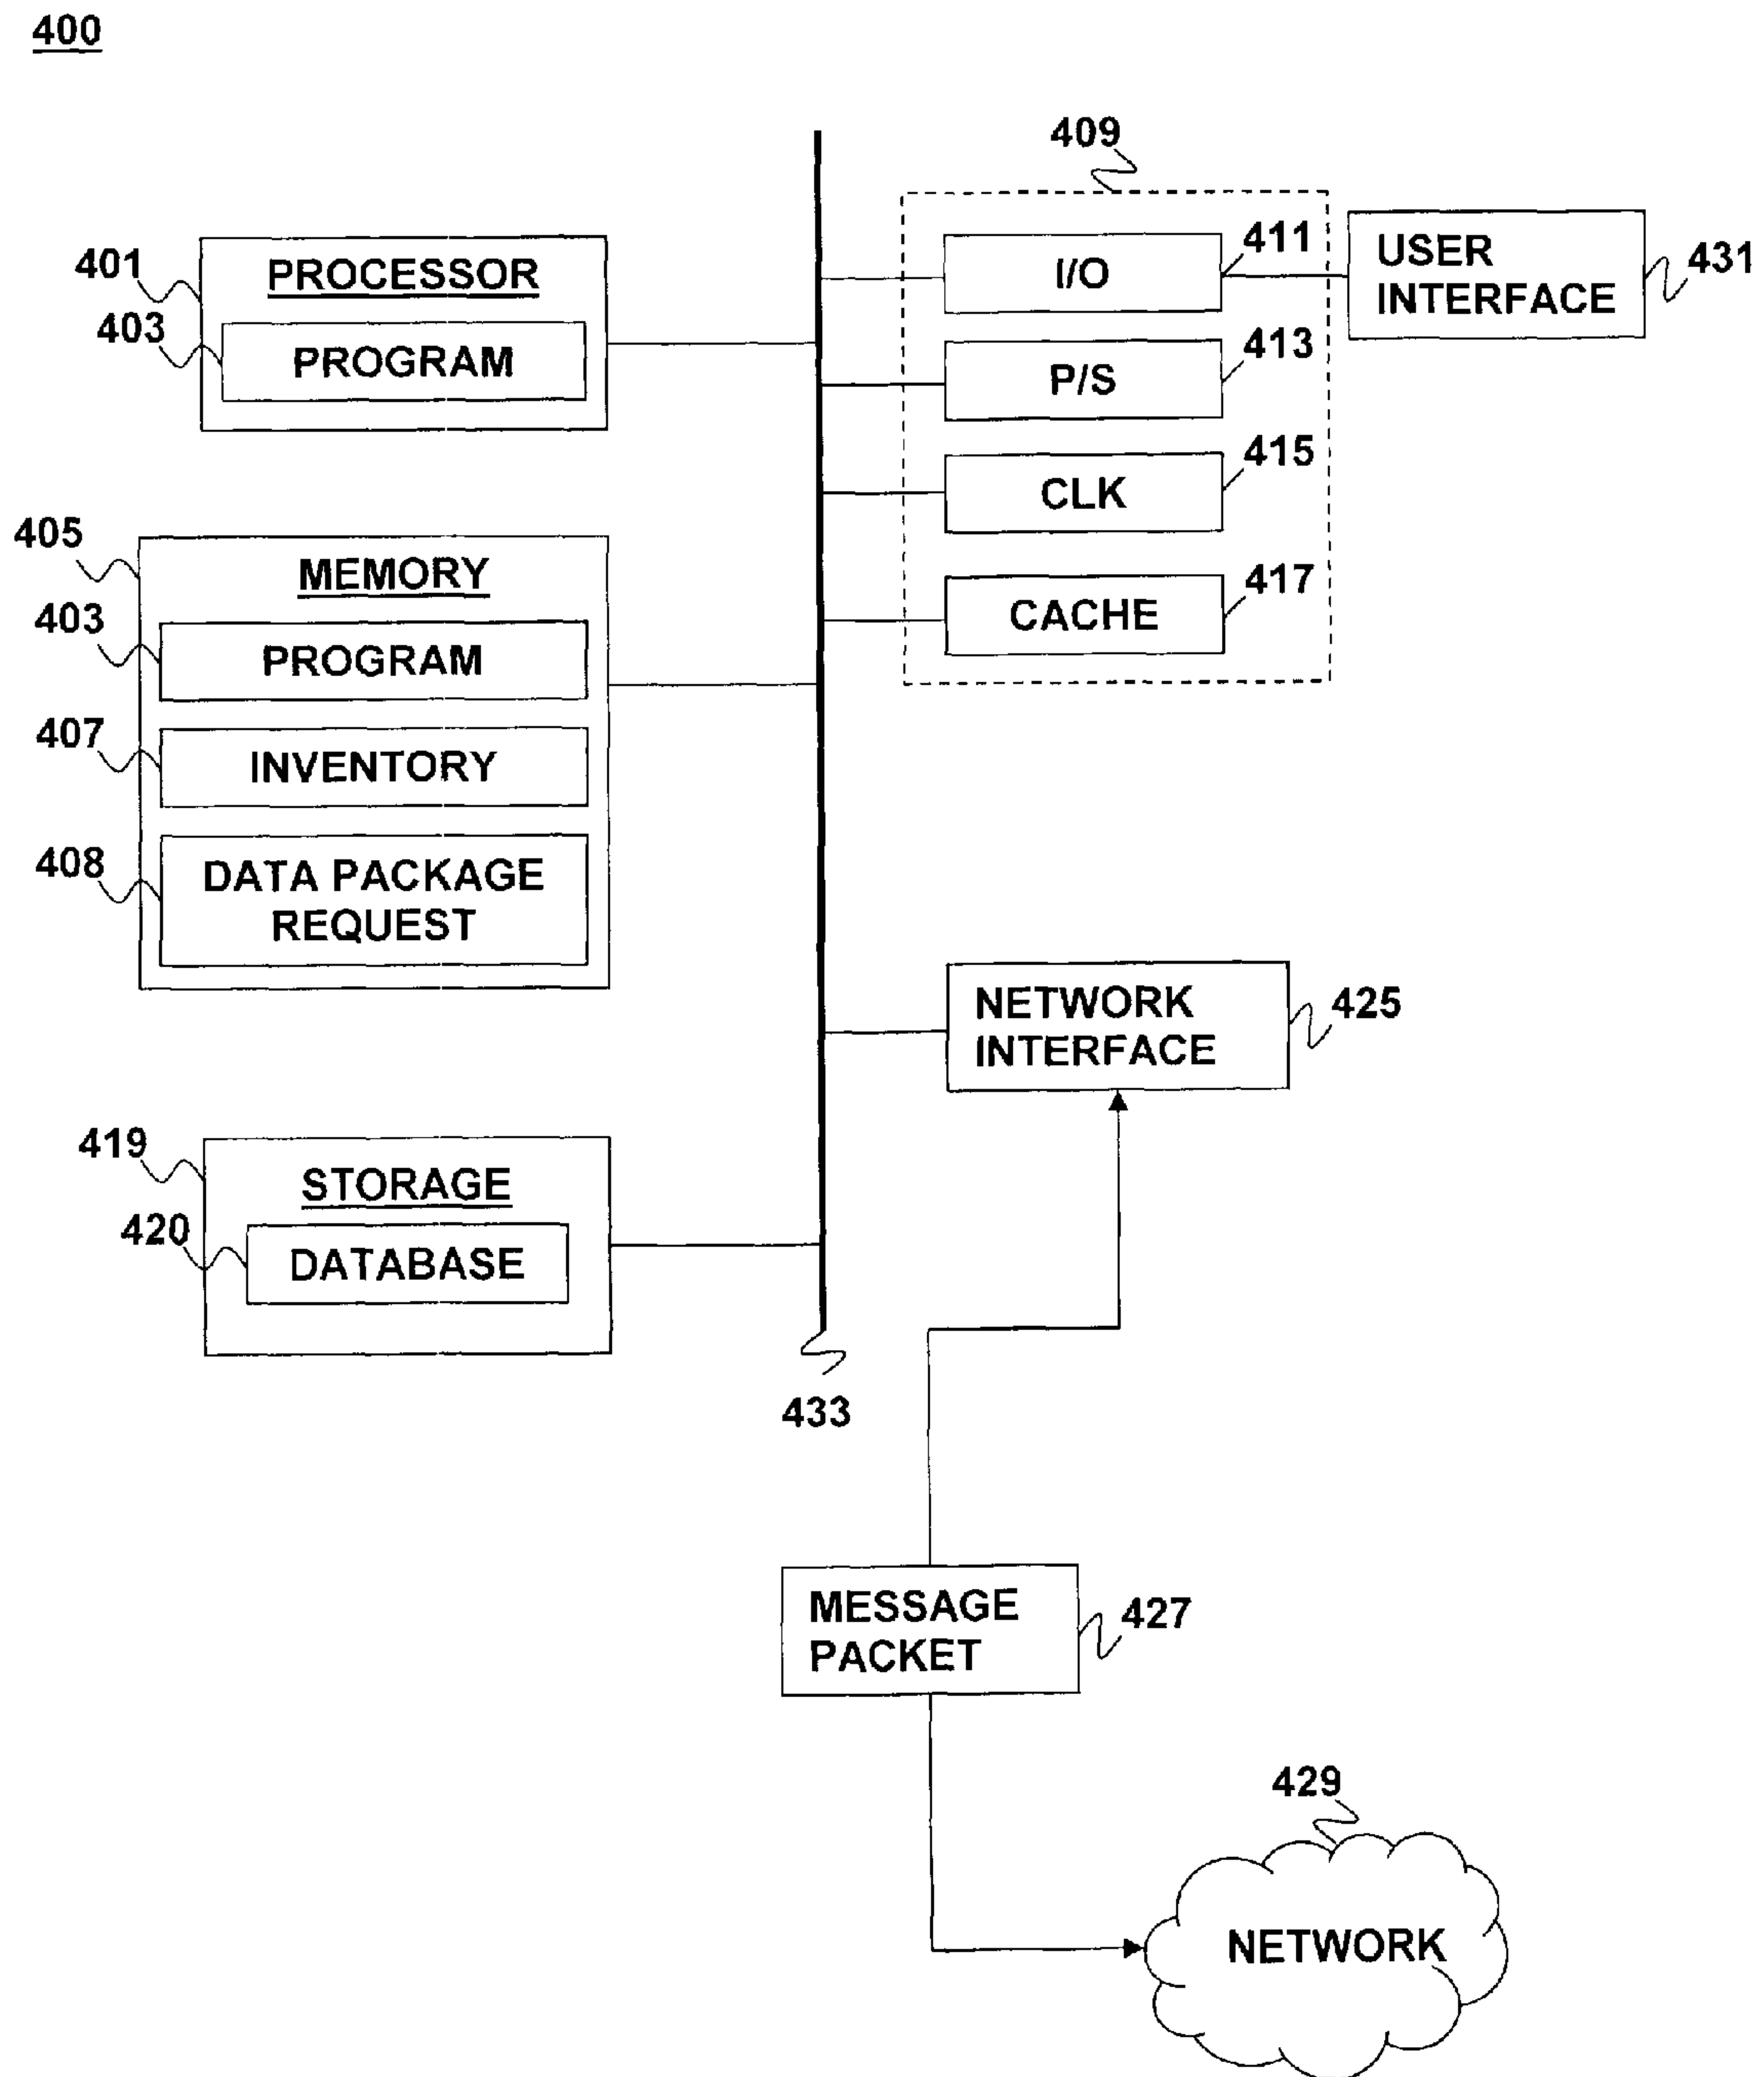 400
409
401
PROCESSOR
403
PROGRAM
I/O
411
USER
INTERFACE
431
P/S
413
CLK
415
CACHE
417
405
MEMORY
403
PROGRAM
407
INVENTORY
408
DATA PACKAGE
REQUEST
NETWORK
INTERFACE
425
419
STORAGE
420
DATABASE
433
MESSAGE
PACKET
427
429
NETWORK